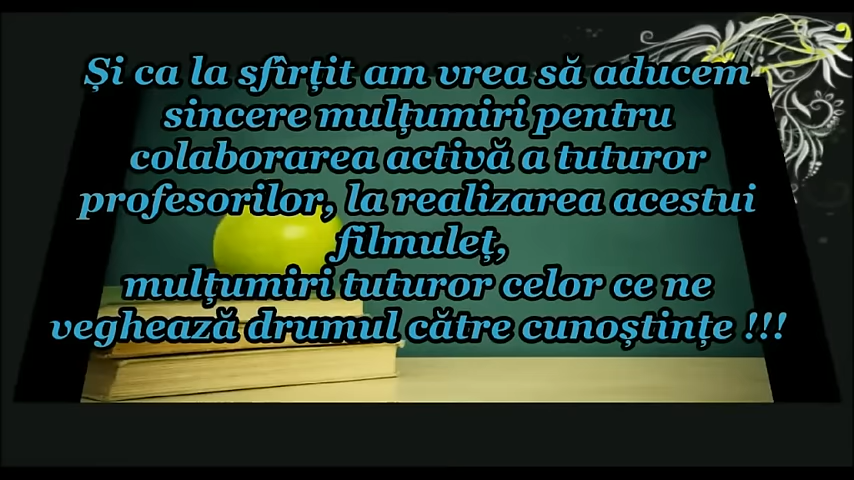 Și ca la sfîrțit am vrea să aducem
sincere mulțumiri pentru
colaborarea activă a tuturor
profesorilor, la realizarea acestui
filmuleț,
mulțumiri tuturor celor ce ne
veghează drumul către cunoștințe !!!